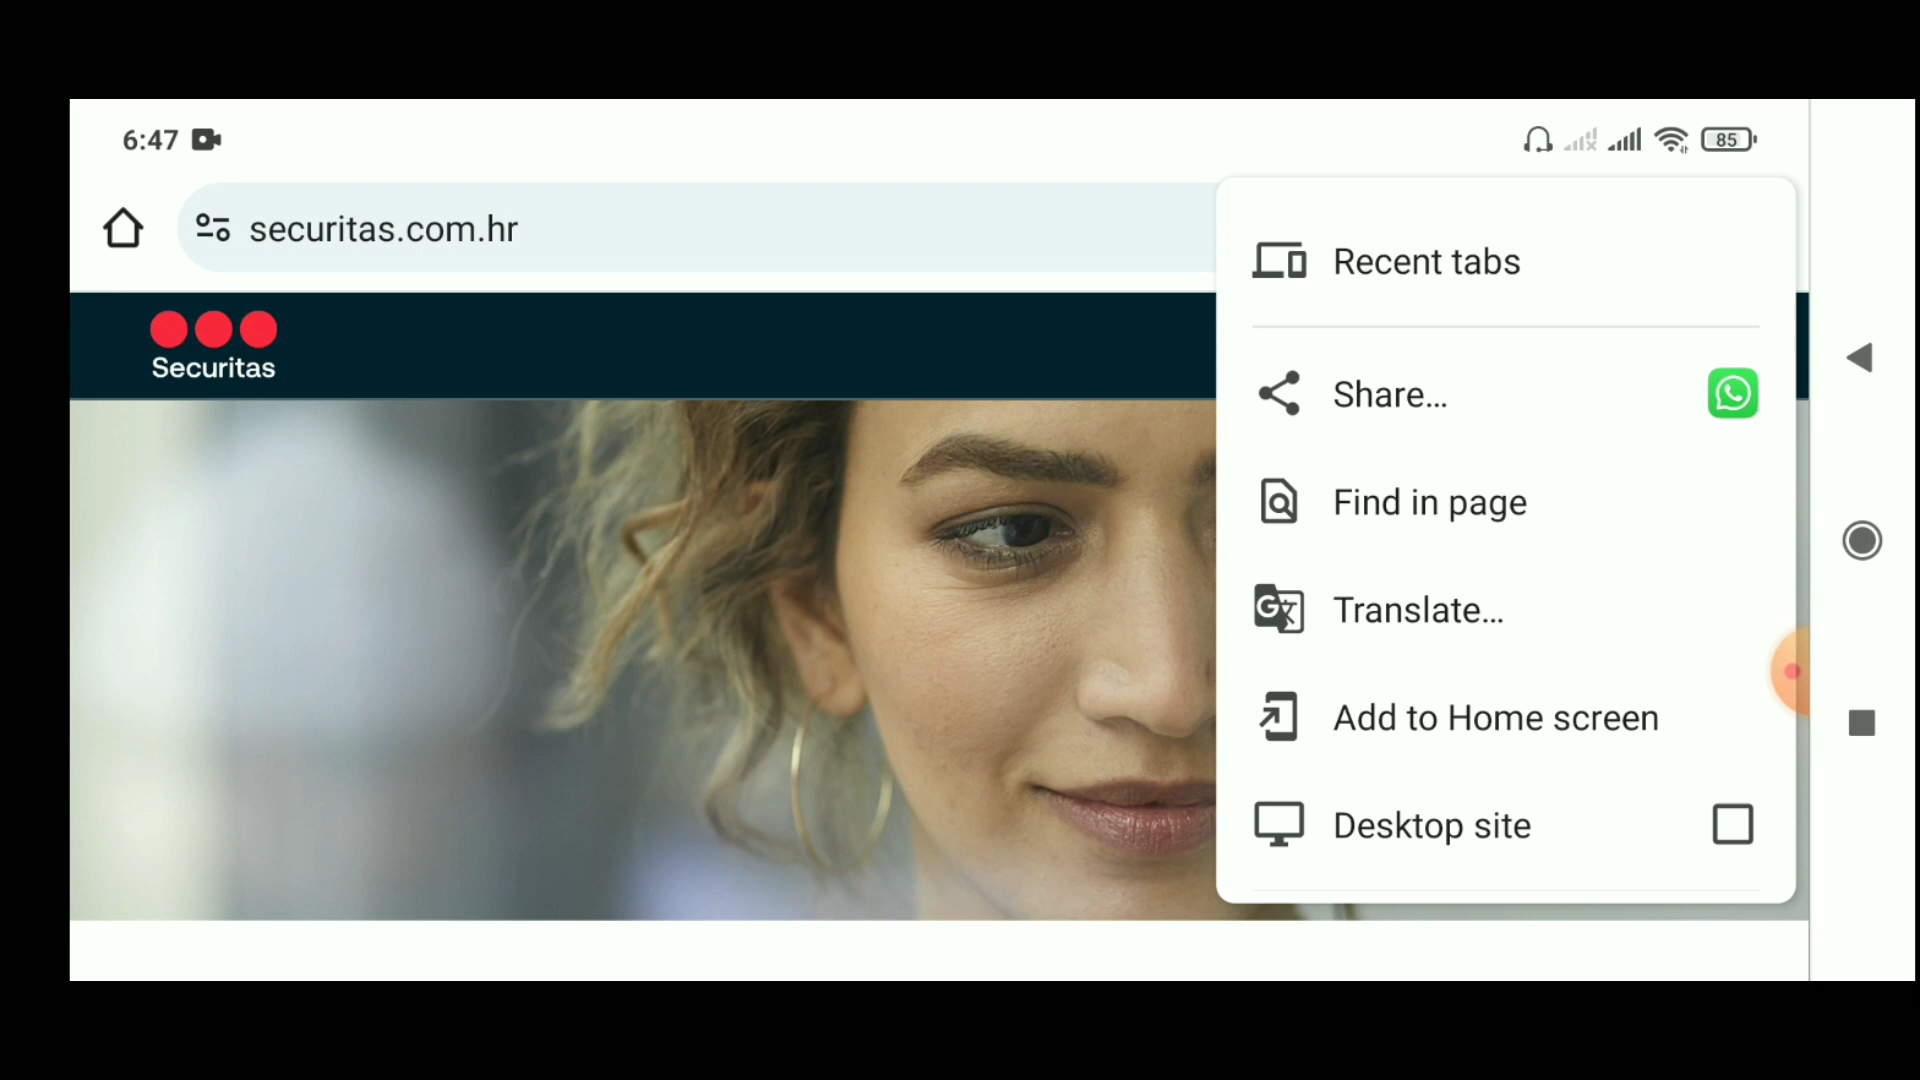 6:47
85
securitas.com.hr
Securitas
Recent tabs
Share...
Find in page
Translate...
Add to Home screen
Desktop site